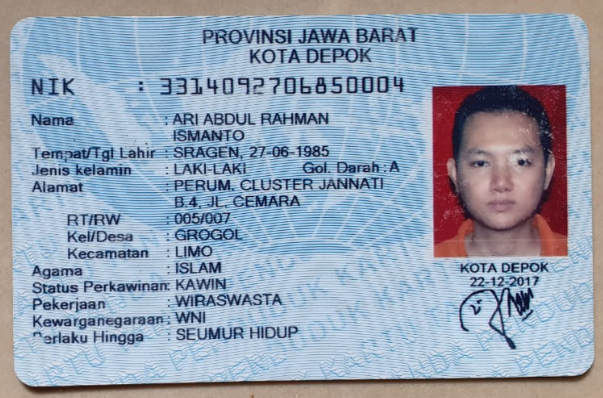 PROVINSI JAWA BARAT
KOTA DEPOK
NIK : 3314092706850004
Nama : ARI ABDUL RAHMAN
ISMANTO
Tempat/Tgl Lahir : SRAGEN, 27-06-1985
Jenis kelamin : LAKI-LAKI Gol. Darah : A
Alamat : PERUM. CLUSTER JANNATI
B.4, JL. CEMARA
RT/RW : 005/007
Kel/Desa : GROGOL
Kecamatan : LIMO
Agama : ISLAM
Status Perkawinan: KAWIN
Pekerjaan : WIRASWASTA
Kewarganegaraan: WNI
Berlaku Hingga : SEUMUR HIDUP
KOTA DEPOK
22-12-2017